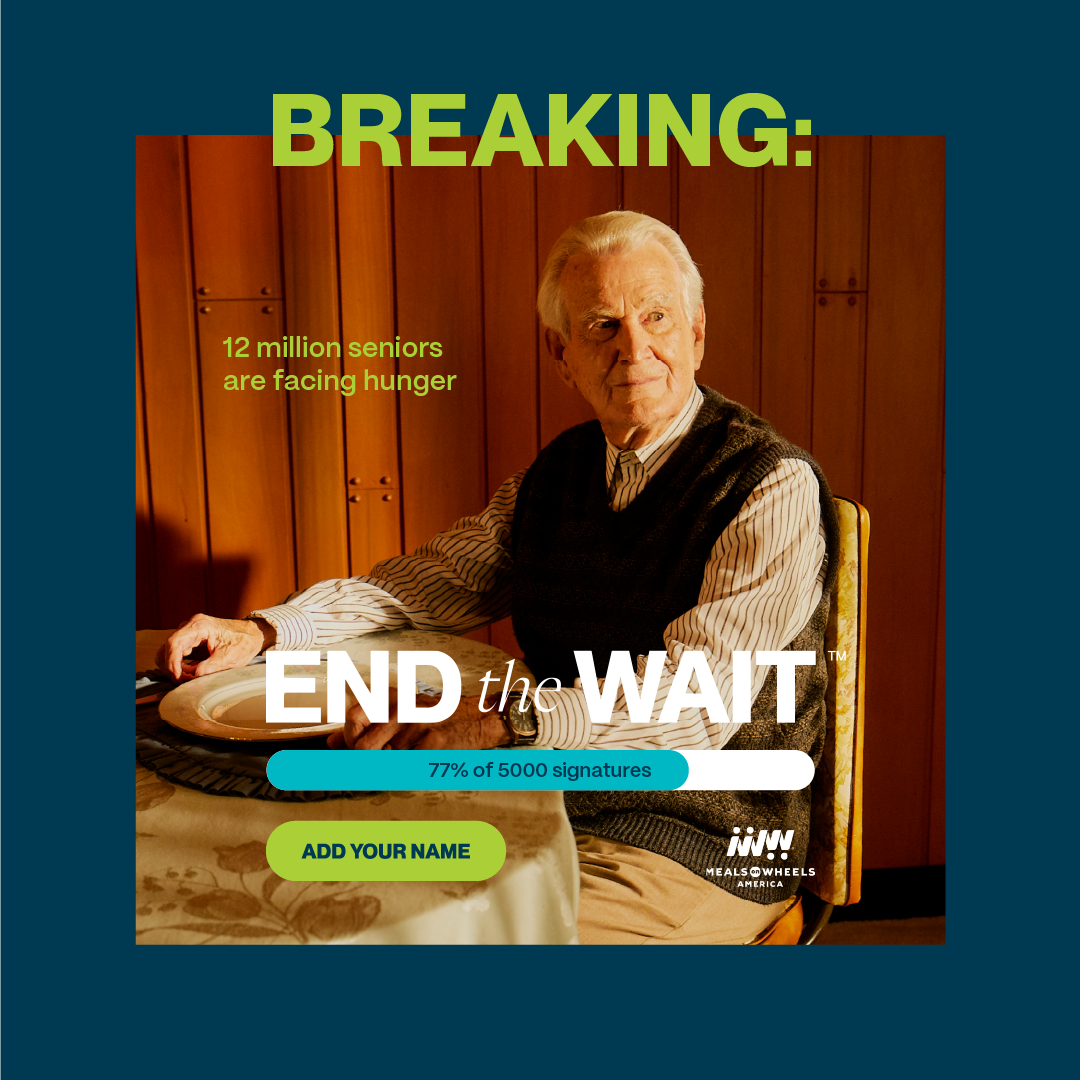 BREAKING:
12 million seniors
are facing hunger
END the WAIT™
77% of 5000 signatures
ADD YOUR NAME
MEALS ON WHEELS
AMERICA